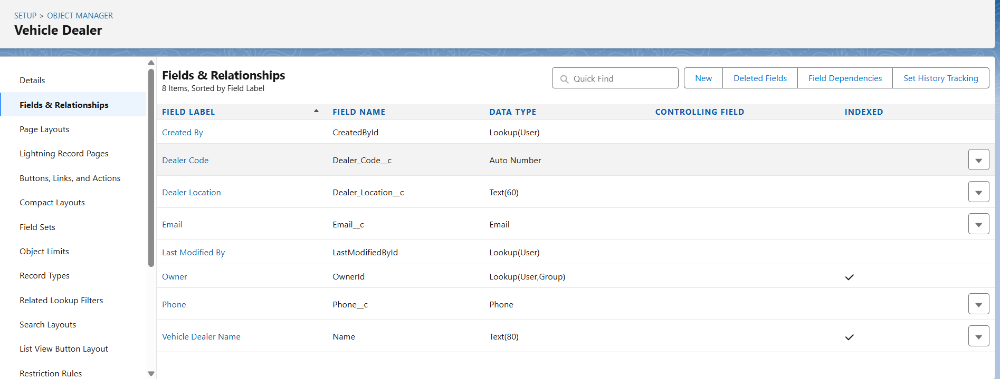 SETUP > OBJECT MANAGER
Vehicle Dealer
Details
Fields & Relationships
Page Layouts
Lightning Record Pages
Buttons, Links, and Actions
Compact Layouts
Field Sets
Object Limits
Record Types
Related Lookup Filters
Search Layouts
List View Button Layout
Restriction Rules
Fields & Relationships
8 Items, Sorted by Field Label
Quick Find
New
Deleted Fields
Field Dependencies
Set History Tracking
FIELD LABEL FIELD NAME DATA TYPE CONTROLLING FIELD INDEXED
Created By CreatedById Lookup(User)
Dealer Code Dealer_Code__c Auto Number
Dealer Location Dealer_Location__c Text(60)
Email Email__c Email
Last Modified By LastModifiedById Lookup(User)
Owner OwnerId Lookup(User,Group)
Phone Phone__c Phone
Vehicle Dealer Name Name Text(80)